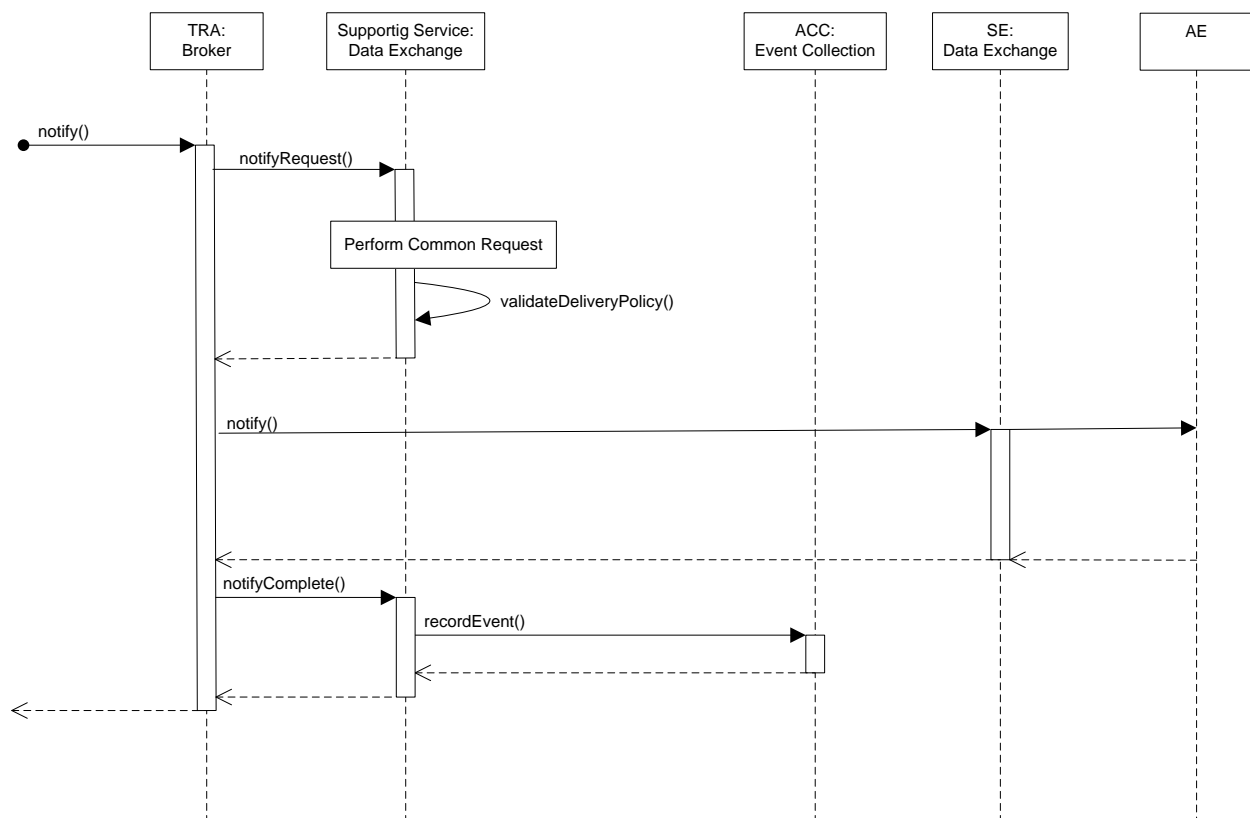 TRA:
Broker
Supportig Service:
Data Exchange
ACC:
Event Collection
SE:
Data Exchange
AE
notify()
notifyRequest()
Perform Common Request
validateDeliveryPolicy()
notify()
notifyComplete()
recordEvent()